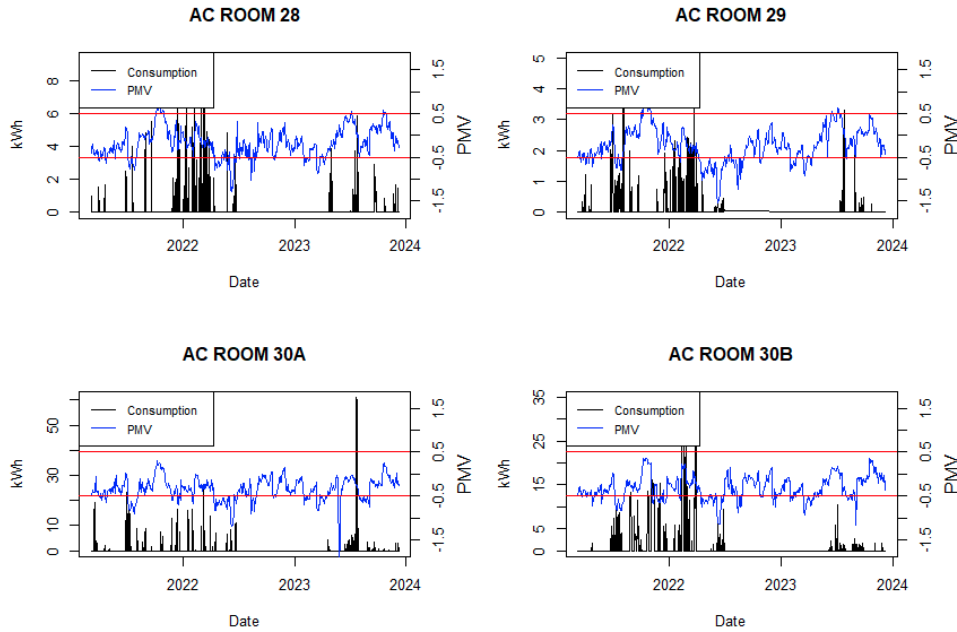 AC ROOM 28
Consumption
PMV
kWh
0 2 4 6 8
-1.5 -0.5 0.5 1.5
PMV
2022 2023 2024
Date
AC ROOM 29
Consumption
PMV
kWh
0 1 2 3 4 5
-1.5 -0.5 0.5 1.5
PMV
2022 2023 2024
Date
AC ROOM 30A
Consumption
PMV
kWh
0 10 30 50
-1.5 -0.5 0.5 1.5
PMV
2022 2023 2024
Date
AC ROOM 30B
Consumption
PMV
kWh
0 5 15 25 35
-1.5 -0.5 0.5 1.5
PMV
2022 2023 2024
Date